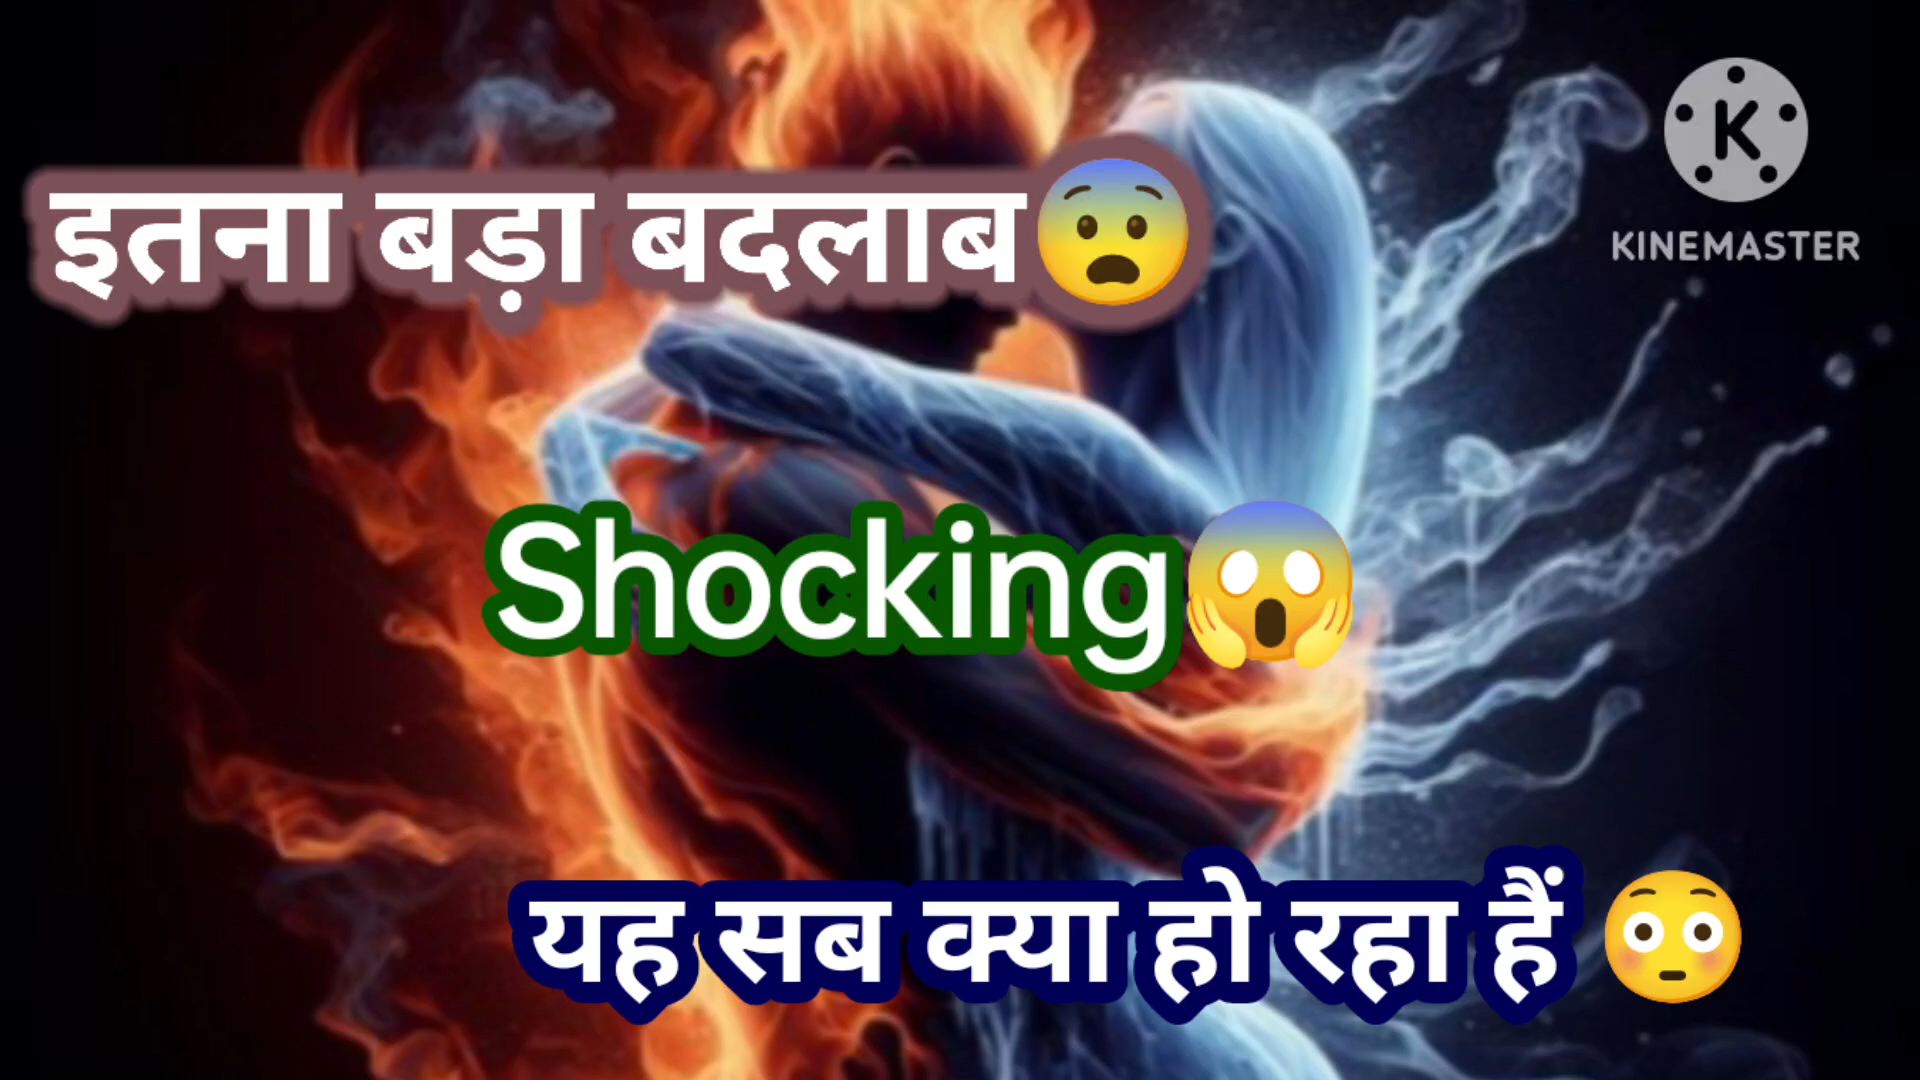 इतना बड़ा बदलाब😨
K
KINEMASTER
Shocking😱
यह सब क्या हो रहा हैं 😳